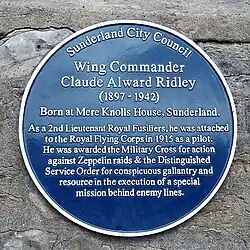 Sunderland City Council
Wing Commander
Claude Alward Ridley
(1897 - 1942)
Born at Mere Knolls House, Sunderland.
As a 2nd Lieutenant Royal Fusiliers, he was attached
to the Royal Flying Corps in 1915 as a pilot.
He was awarded the Military Cross for action
against Zeppelin raids & the Distinguished
Service Order for conspicuous gallantry and
resource in the execution of a special
mission behind enemy lines.